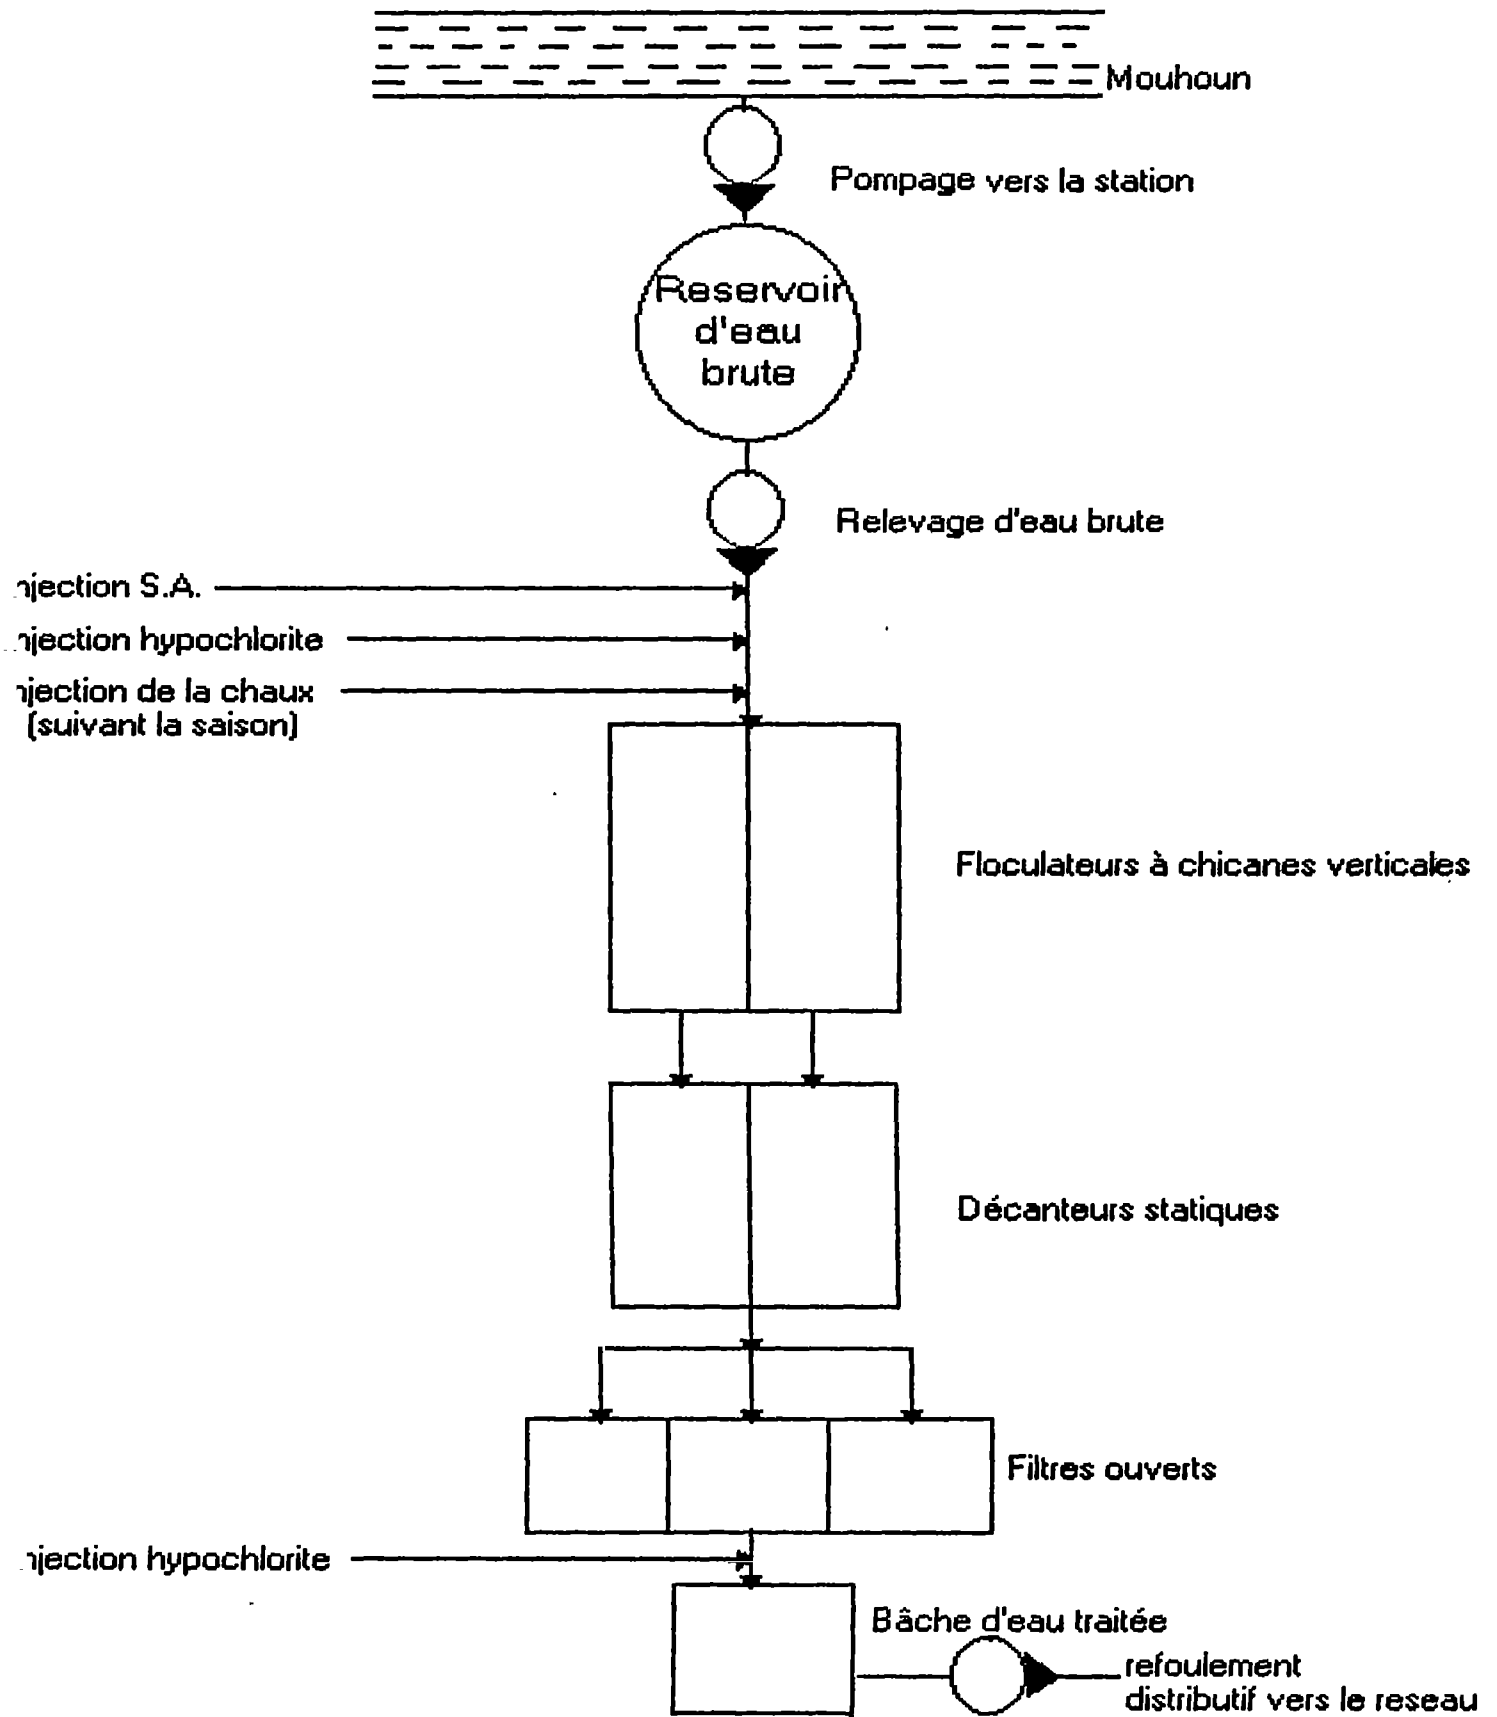 Mouhoun
Pompage vers la station
Reservoir
d'eau
brute
Relevage d'eau brute
njection S.A.
njection hypochlorite
njection de la chaux
(suivant la saison)
Floculateurs à chicanes verticales
Décanteurs statiques
Filtres ouverts
njection hypochlorite
Bâche d'eau traitée
refoulement
distributif vers le reseau